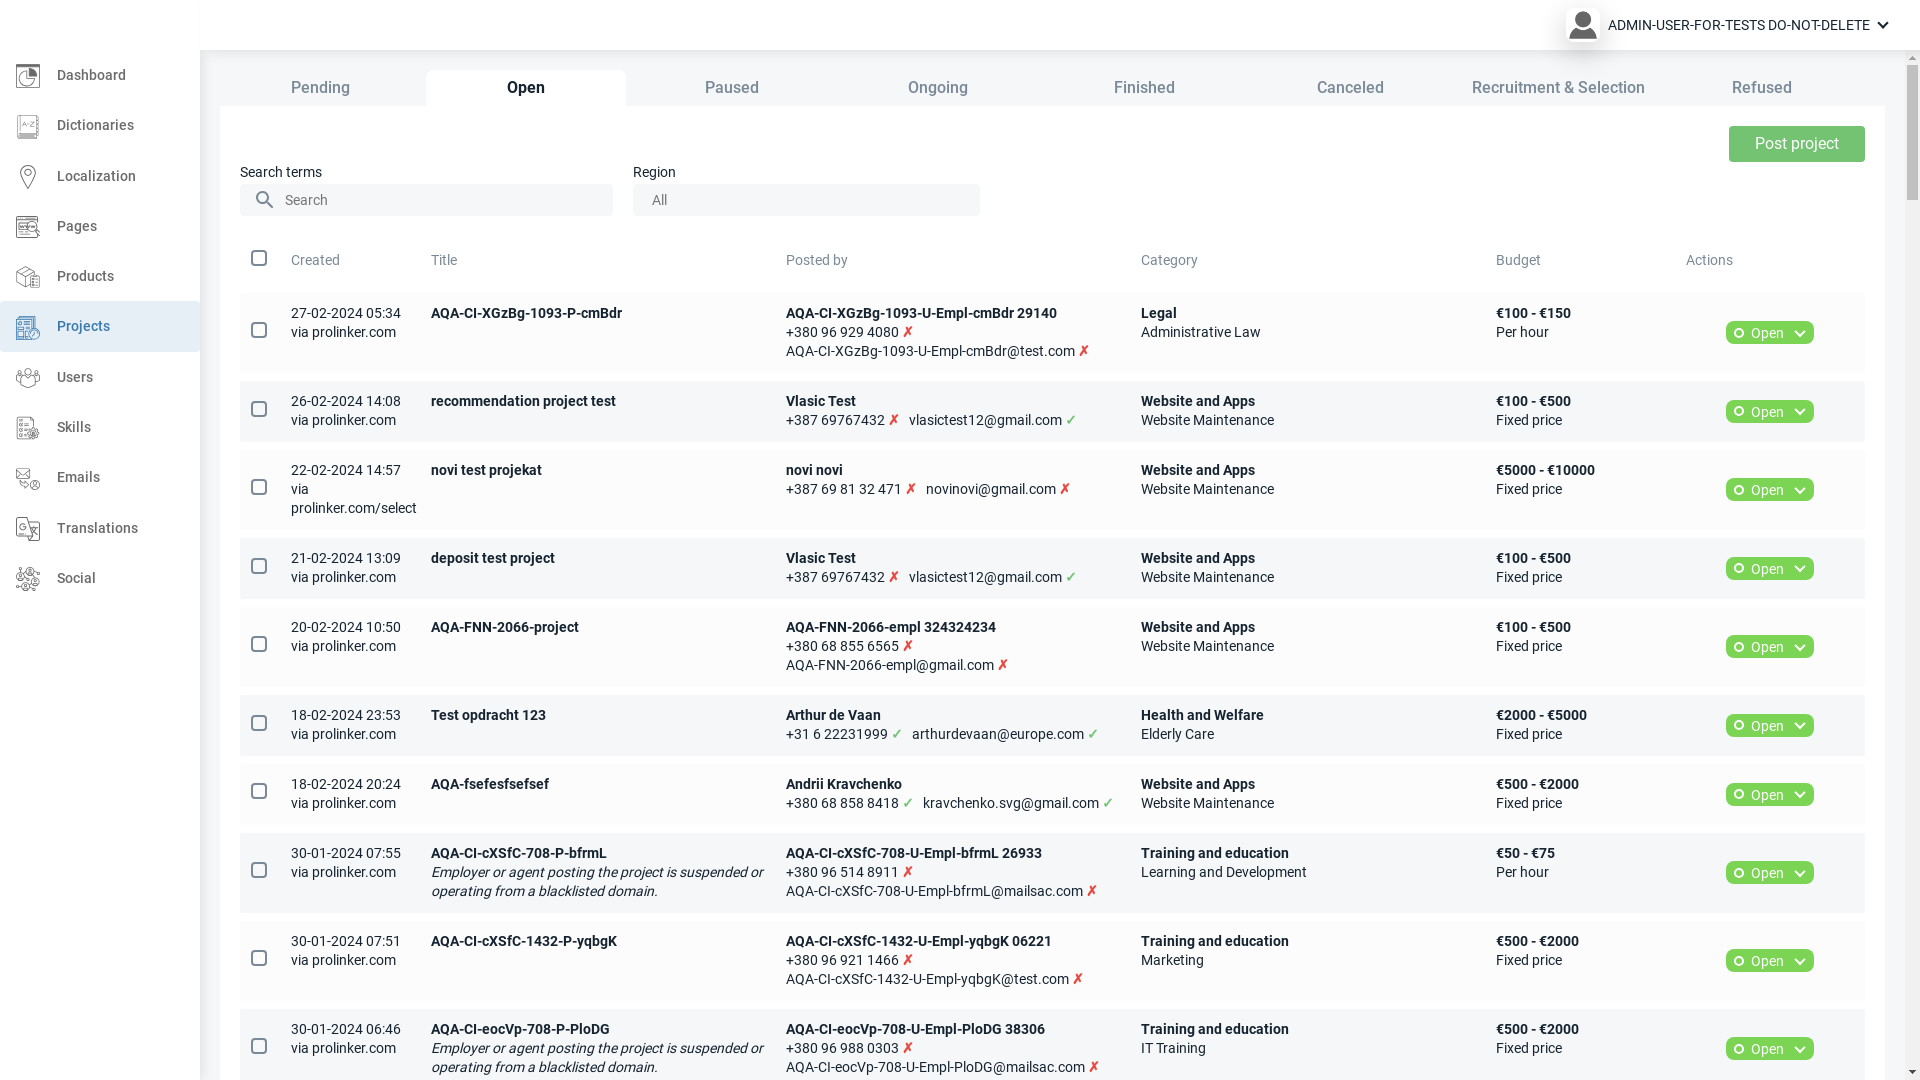 ADMIN-USER-FOR-TESTS DO-NOT-DELETE
Dashboard
Dictionaries
Localization
Pages
Products
Projects
Users
Skills
Emails
Translations
Social
Pending
Open
Paused
Ongoing
Finished
Canceled
Recruitment & Selection
Refused
Post project
Search terms
Search
Region
All
Created
Title
Posted by
Category
Budget
Actions
27-02-2024 05:34
via prolinker.com
AQA-CI-XGzBg-1093-P-cmBdr
AQA-CI-XGzBg-1093-U-Empl-cmBdr 29140
+380 96 929 4080 ✗
AQA-CI-XGzBg-1093-U-Empl-cmBdr@test.com ✗
Legal
Administrative Law
€100 - €150
Per hour
Open
26-02-2024 14:08
via prolinker.com
recommendation project test
Vlasic Test
+387 69767432 ✗ vlasictest12@gmail.com ✓
Website and Apps
Website Maintenance
€100 - €500
Fixed price
Open
22-02-2024 14:57
via
prolinker.com/select
novi test projekat
novi novi
+387 69 81 32 471 ✗ novinovi@gmail.com ✗
Website and Apps
Website Maintenance
€5000 - €10000
Fixed price
Open
21-02-2024 13:09
via prolinker.com
deposit test project
Vlasic Test
+387 69767432 ✗ vlasictest12@gmail.com ✓
Website and Apps
Website Maintenance
€100 - €500
Fixed price
Open
20-02-2024 10:50
via prolinker.com
AQA-FNN-2066-project
AQA-FNN-2066-empl 324324234
+380 68 855 6565 ✗
AQA-FNN-2066-empl@gmail.com ✗
Website and Apps
Website Maintenance
€100 - €500
Fixed price
Open
18-02-2024 23:53
via prolinker.com
Test opdracht 123
Arthur de Vaan
+31 6 22231999 ✓ arthurdevaan@europe.com ✓
Health and Welfare
Elderly Care
€2000 - €5000
Fixed price
Open
18-02-2024 20:24
via prolinker.com
AQA-fsefesfsefsef
Andrii Kravchenko
+380 68 858 8418 ✓ kravchenko.svg@gmail.com ✓
Website and Apps
Website Maintenance
€500 - €2000
Fixed price
Open
30-01-2024 07:55
via prolinker.com
AQA-CI-cXSfC-708-P-bfrmL
Employer or agent posting the project is suspended or
operating from a blacklisted domain.
AQA-CI-cXSfC-708-U-Empl-bfrmL 26933
+380 96 514 8911 ✗
AQA-CI-cXSfC-708-U-Empl-bfrmL@mailsac.com ✗
Training and education
Learning and Development
€50 - €75
Per hour
Open
30-01-2024 07:51
via prolinker.com
AQA-CI-cXSfC-1432-P-yqbgK
AQA-CI-cXSfC-1432-U-Empl-yqbgK 06221
+380 96 921 1466 ✗
AQA-CI-cXSfC-1432-U-Empl-yqbgK@test.com ✗
Training and education
Marketing
€500 - €2000
Fixed price
Open
30-01-2024 06:46
via prolinker.com
AQA-CI-eocVp-708-P-PloDG
Employer or agent posting the project is suspended or
operating from a blacklisted domain.
AQA-CI-eocVp-708-U-Empl-PloDG 38306
+380 96 988 0303 ✗
AQA-CI-eocVp-708-U-Empl-PloDG@mailsac.com ✗
Training and education
IT Training
€500 - €2000
Fixed price
Open